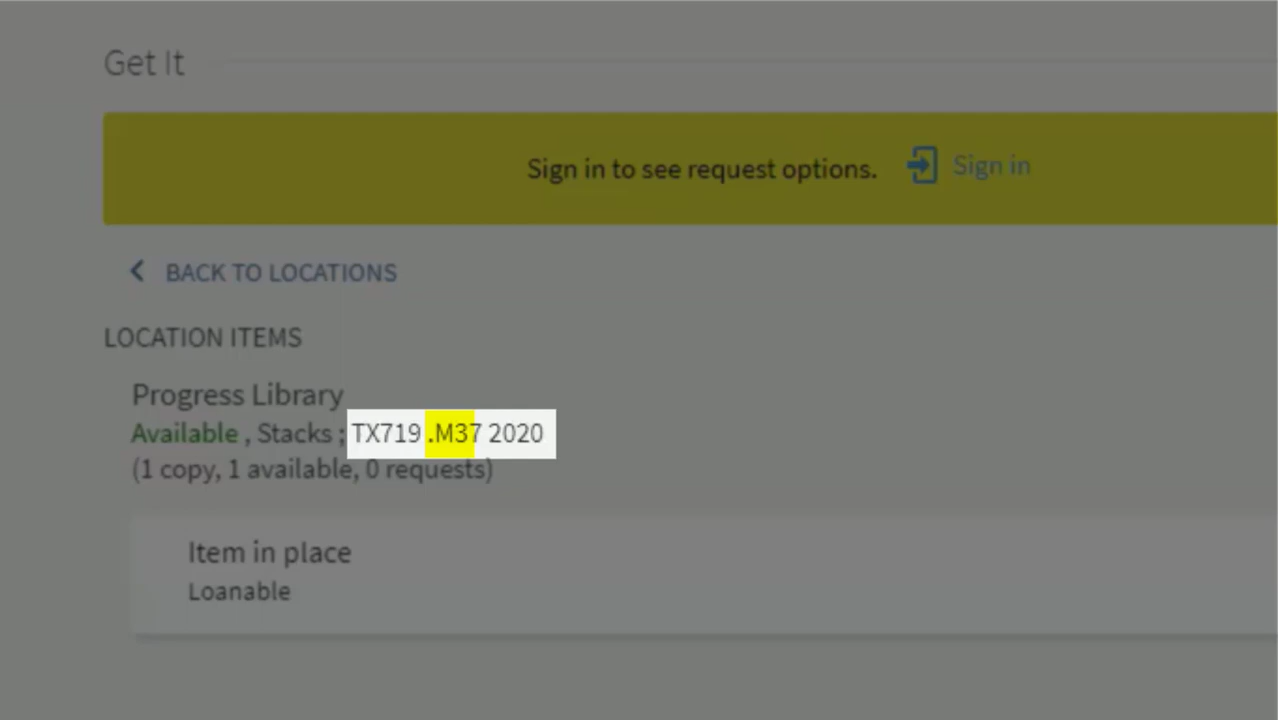 Get It
Sign in to see request options. Sign in
BACK TO LOCATIONS
LOCATION ITEMS
Progress Library
Available , Stacks ; TX719 .M37 2020
(1 copy, 1 available, 0 requests)
Item in place
Loanable